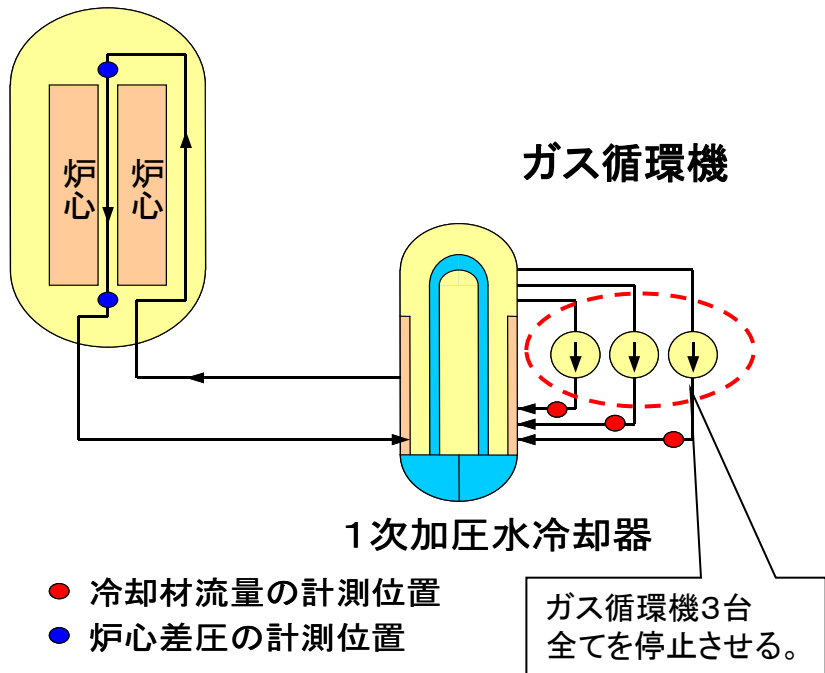 炉心
炉心
ガス循環機
１次加圧水冷却器
冷却材流量の計測位置
炉心差圧の計測位置
ガス循環機３台
全てを停止させる。